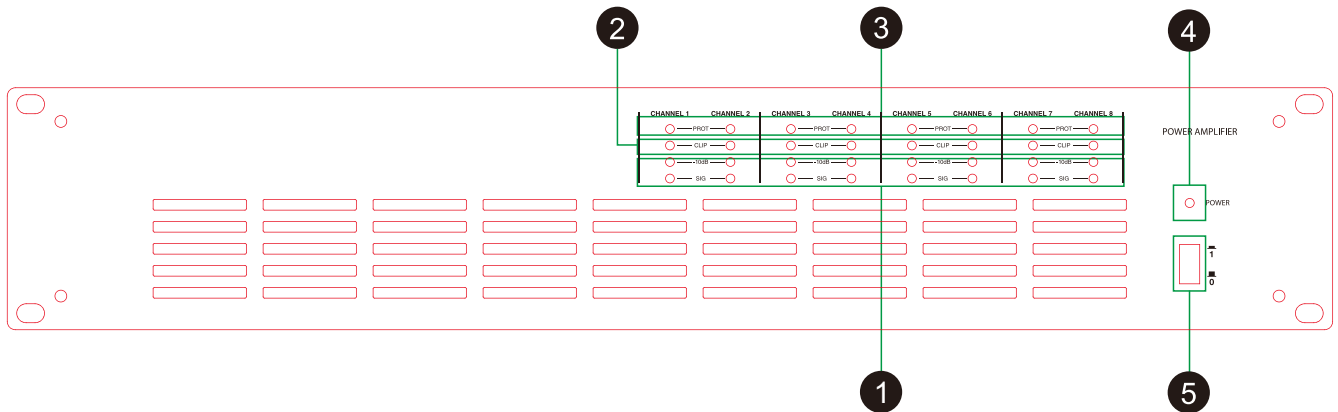 2 3 4
CHANNEL 1 CHANNEL 2 CHANNEL 3 CHANNEL 4 CHANNEL 5 CHANNEL 6 CHANNEL 7 CHANNEL 8
PROT PROT PROT PROT
POWER AMPLIFIER
CLIP CLIP CLIP CLIP
-10dB -10dB -10dB -10dB
SIG SIG SIG SIG
POWER
1
0
1 5